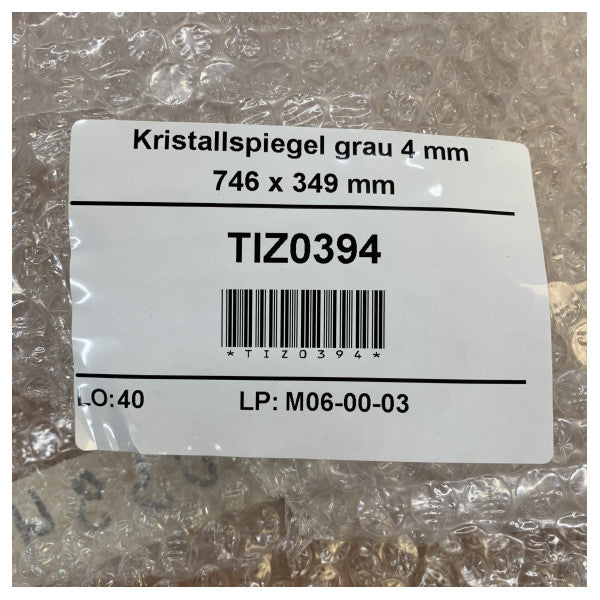 Kristallspiegel grau 4 mm
746 x 349 mm
TIZ0394
*TIZ0394*
LO:40 LP: M06-00-03